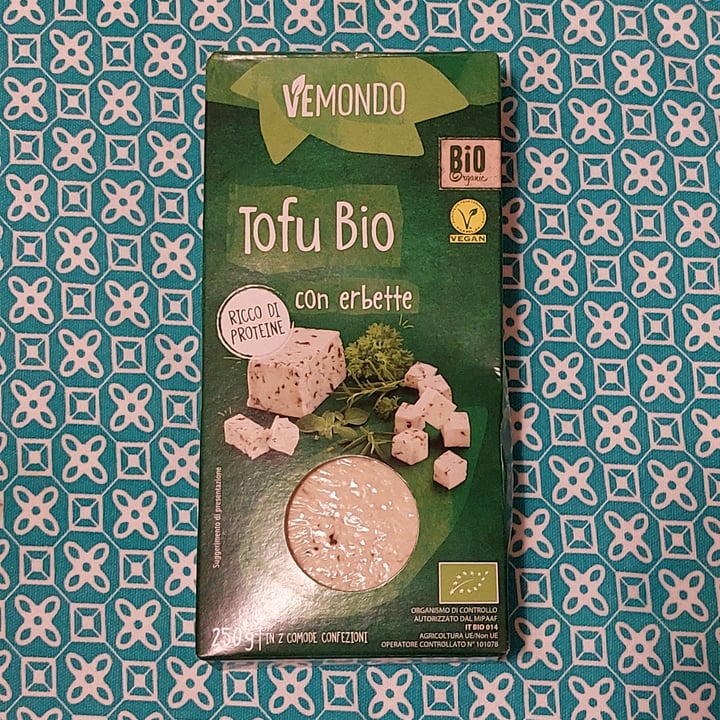 VEMONDO
BiO
Organic
Tofu Bio
VEGAN
con erbette
RICCO DI
PROTEINE
Suggerimento di presentazione
250g | IN 2 COMODE CONFEZIONI
ORGANISMO DI CONTROLLO
AUTORIZZATO DAL MIPAAF
IT BIO 014
AGRICOLTURA UE/Non UE
OPERATORE CONTROLLATO N° 101078